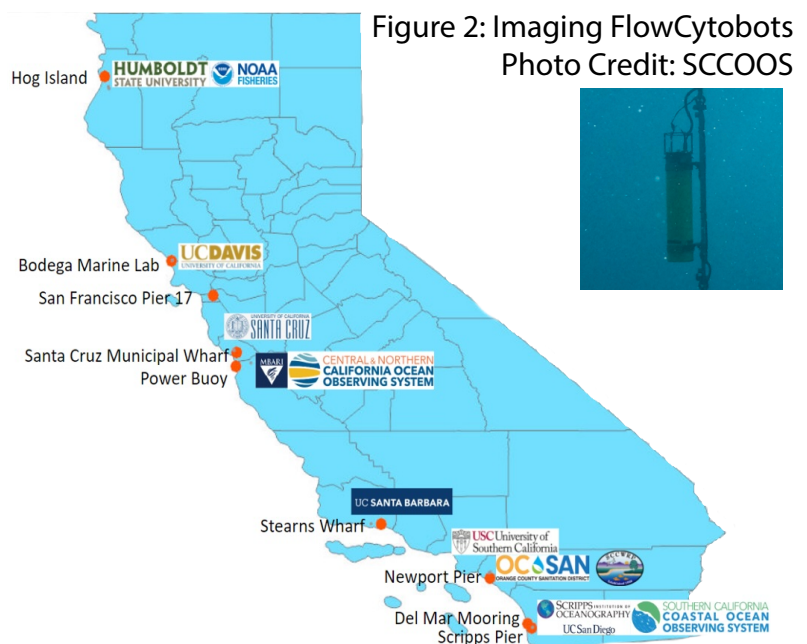 Figure 2: Imaging FlowCytobots
Photo Credit: SCCOOS
Hog Island
HUMBOLDT
STATE UNIVERSITY
NOAA
FISHERIES
Bodega Marine Lab
UCDAVIS
UNIVERSITY OF CALIFORNIA
San Francisco Pier 17
UNIVERSITY OF CALIFORNIA
SANTA CRUZ
Santa Cruz Municipal Wharf
Power Buoy
MBARI
CENTRAL & NORTHERN
CALIFORNIA OCEAN
OBSERVING SYSTEM
UC SANTA BARBARA
Stearns Wharf
USC University of
Southern California
Newport Pier
OC SAN
ORANGE COUNTY SANITATION DISTRICT
SCCWRP
Del Mar Mooring
Scripps Pier
SCRIPPS INSTITUTION OF
OCEANOGRAPHY
UC San Diego
SOUTHERN CALIFORNIA
COASTAL OCEAN
OBSERVING SYSTEM